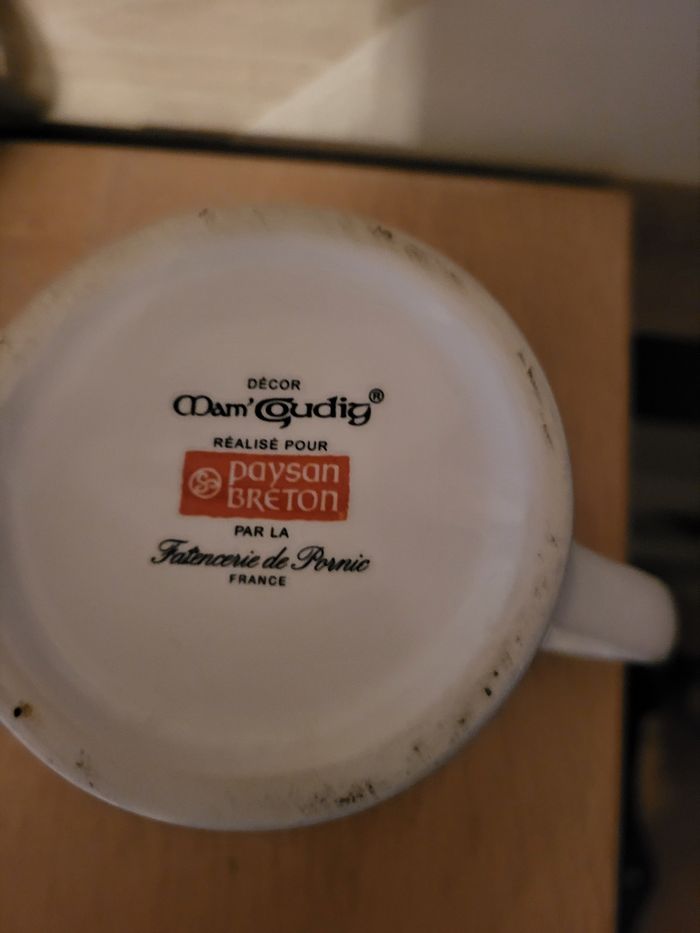 DÉCOR
Mam'Goudig®
RÉALISÉ POUR
paysan
BRETON
PAR LA
Faïencerie de Pornic
FRANCE